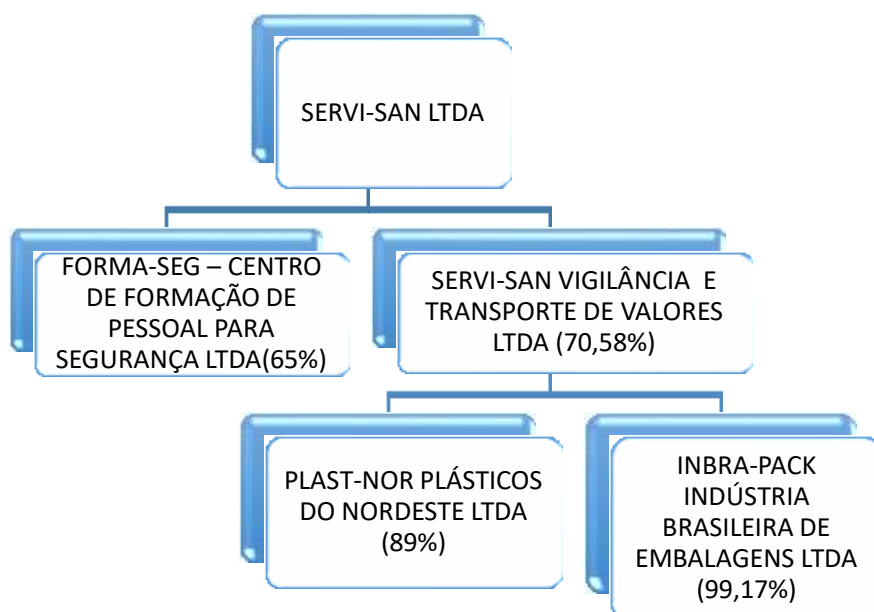 SERVI-SAN LTDA
FORMA-SEG – CENTRO
DE FORMAÇÃO DE
PESSOAL PARA
SEGURANÇA LTDA(65%)
SERVI-SAN VIGILÂNCIA E
TRANSPORTE DE VALORES
LTDA (70,58%)
PLAST-NOR PLÁSTICOS
DO NORDESTE LTDA
(89%)
INBRA-PACK
INDÚSTRIA
BRASILEIRA DE
EMBALAGENS LTDA
(99,17%)